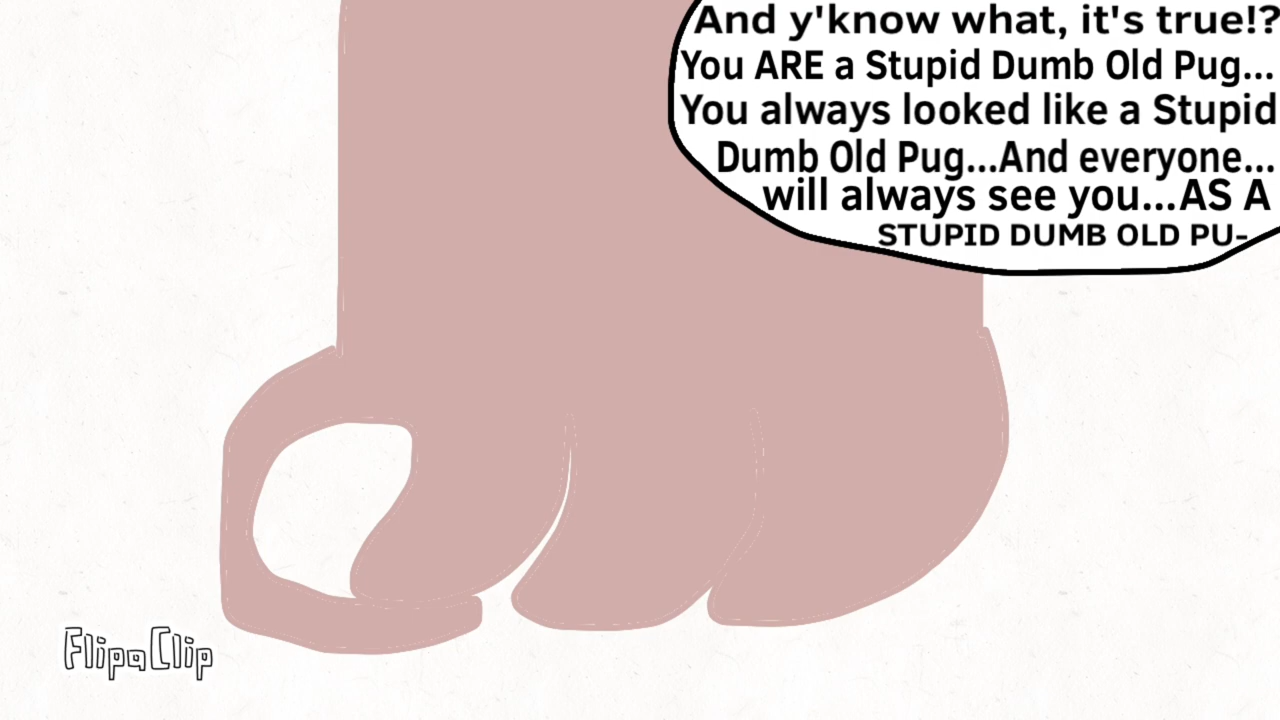 And y'know what, it's true!?
You ARE a Stupid Dumb Old Pug...
You always looked like a Stupid
Dumb Old Pug...And everyone...
will always see you...AS A
STUPID DUMB OLD PU-
FlipaClip